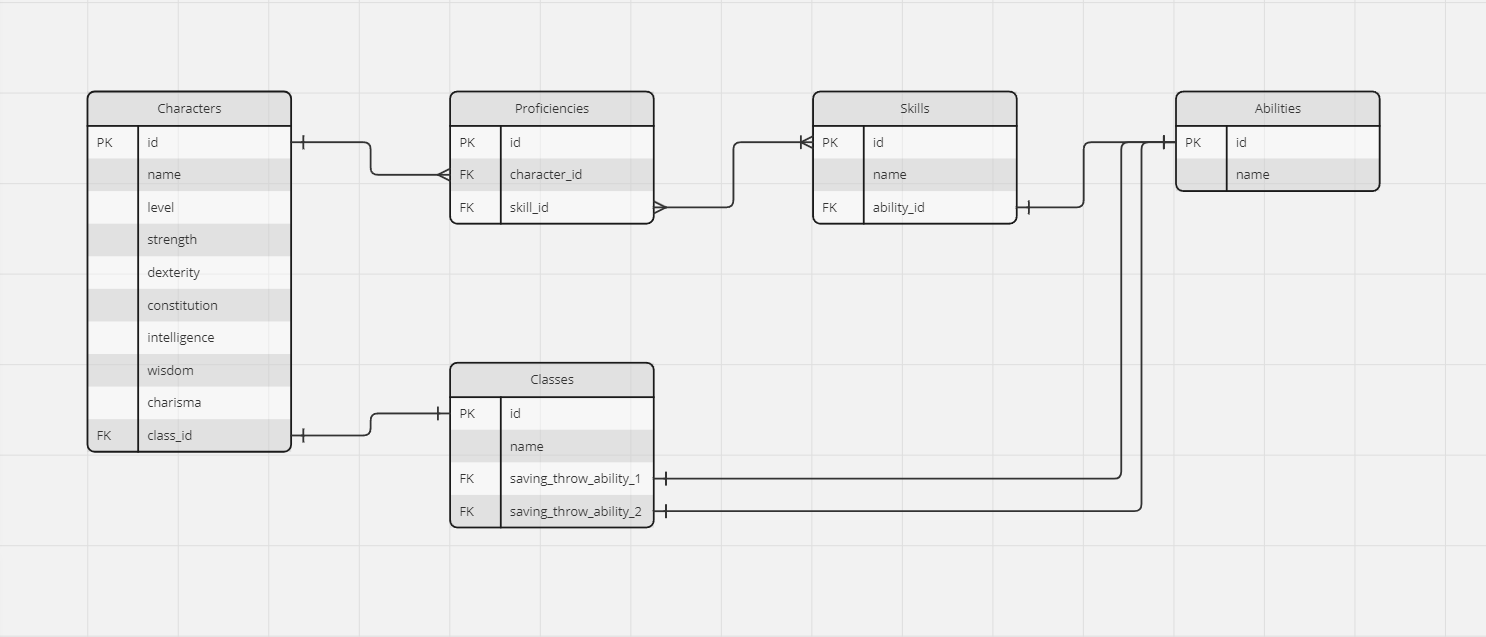 Characters
PK id
name
level
strength
dexterity
constitution
intelligence
wisdom
charisma
FK class_id
Proficiencies
PK id
FK character_id
FK skill_id
Skills
PK id
name
FK ability_id
Abilities
PK id
name
Classes
PK id
name
FK saving_throw_ability_1
FK saving_throw_ability_2